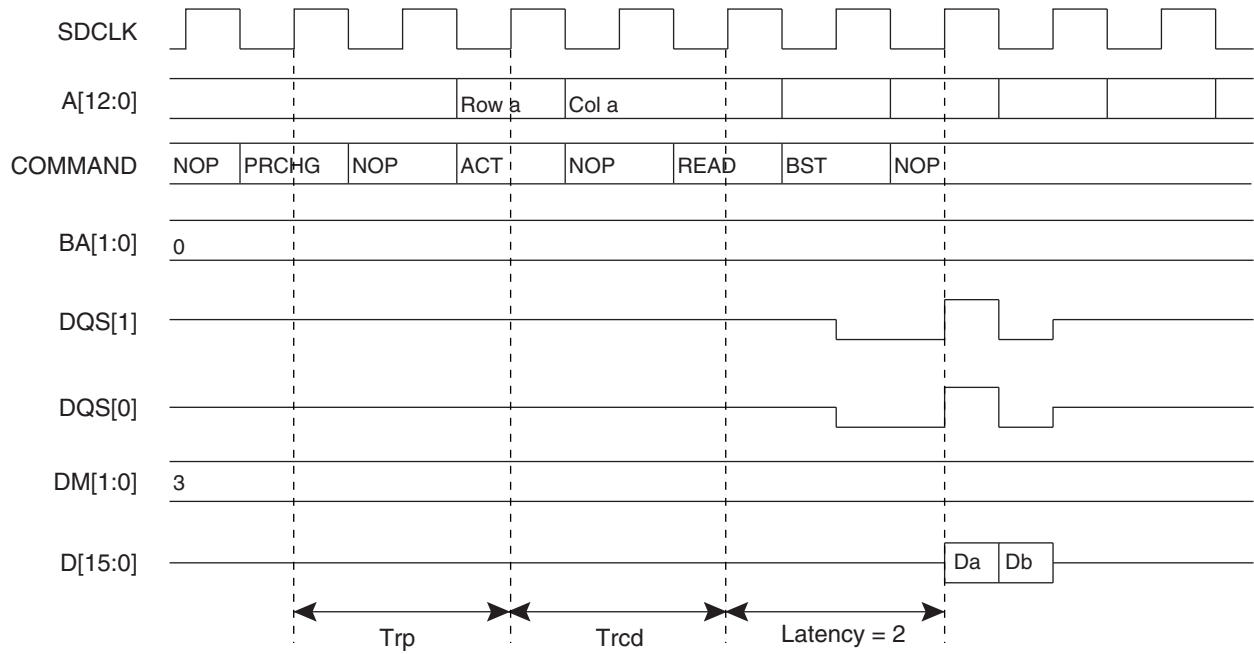 SDCLK
A[12:0] Row a Col a
COMMAND NOP PRCHG NOP ACT NOP READ BST NOP
BA[1:0] 0
DQS[1]
DQS[0]
DM[1:0] 3
D[15:0] Da Db
Trp Trcd Latency = 2